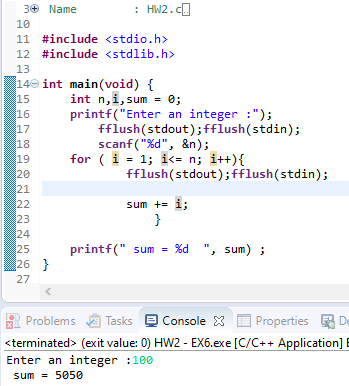 3 Name : HW2.c
10
11 #include <stdio.h>
12 #include <stdlib.h>
13
14 int main(void) {
15 int n,i,sum = 0;
16 printf("Enter an integer :");
17 fflush(stdout);fflush(stdin);
18 scanf("%d", &n);
19 for ( i = 1; i<= n; i++){
20 fflush(stdout);fflush(stdin);
21
22 sum += i;
23 }
24
25 printf(" sum = %d  ", sum) ;
26 }
27
Problems Tasks Console Properties D
<terminated> (exit value: 0) HW2 - EX6.exe [C/C++ Application]
Enter an integer :100
sum = 5050